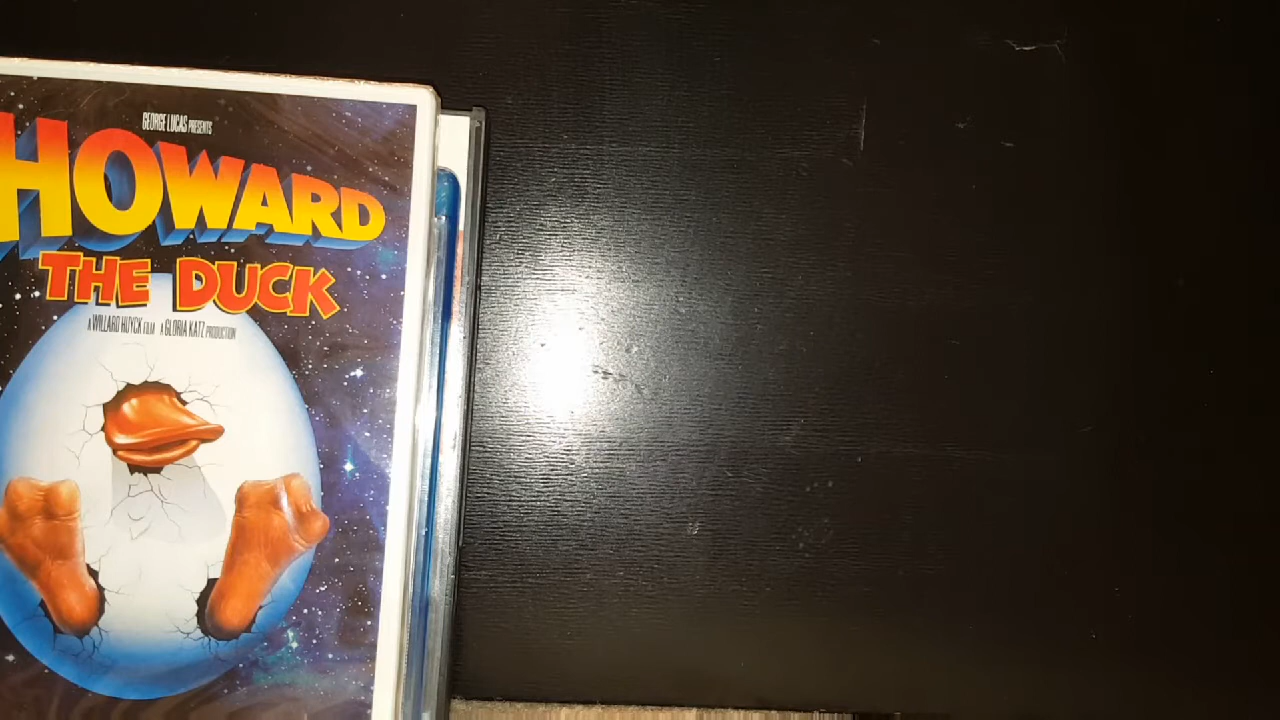 GEORGE LUCAS PRESENTS
HOWARD
THE DUCK
A WILLARD HUYCK FILM A GLORIA KATZ PRODUCTION